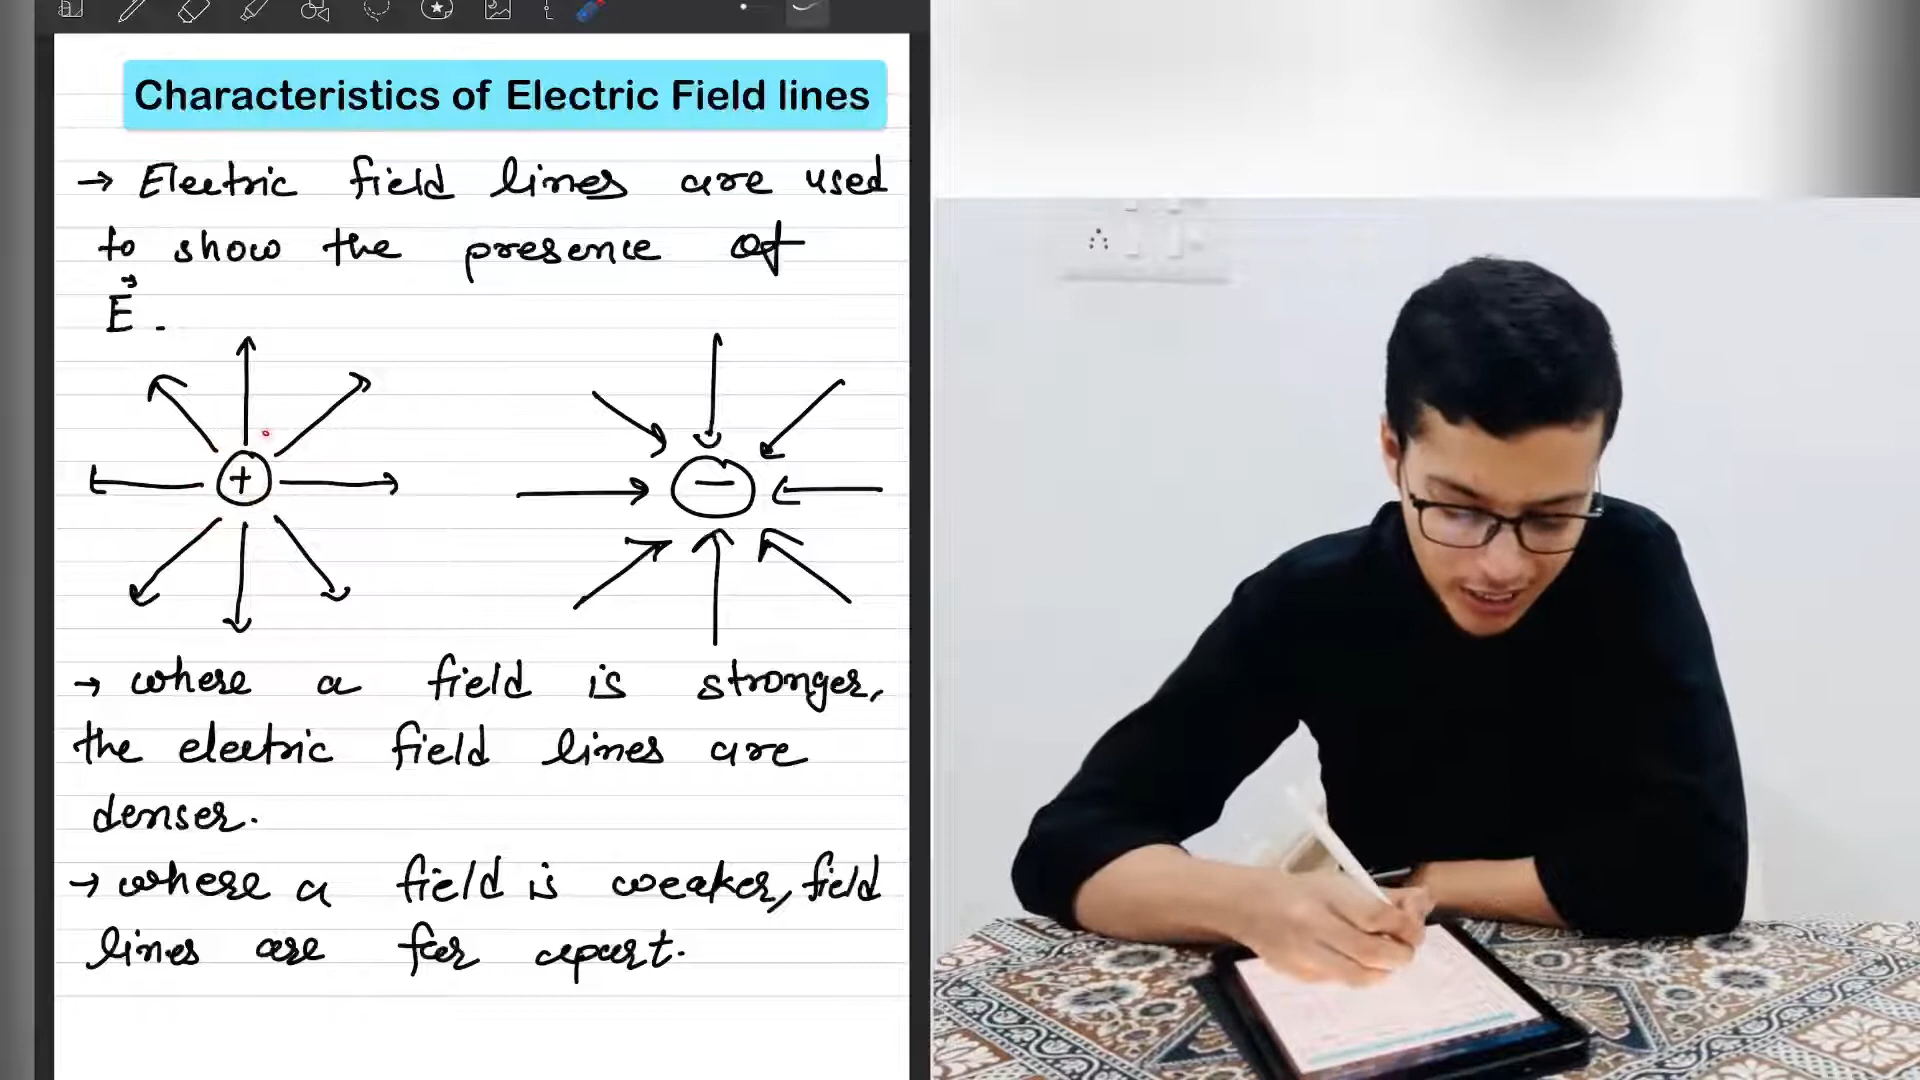 Characteristics of Electric Field lines
→ Electric field lines are used
to show the presence of
E⃗ .
+
−
→ where a field is stronger,
the electric field lines are
denser.
→ where a field is weaker, field
lines are far apart.